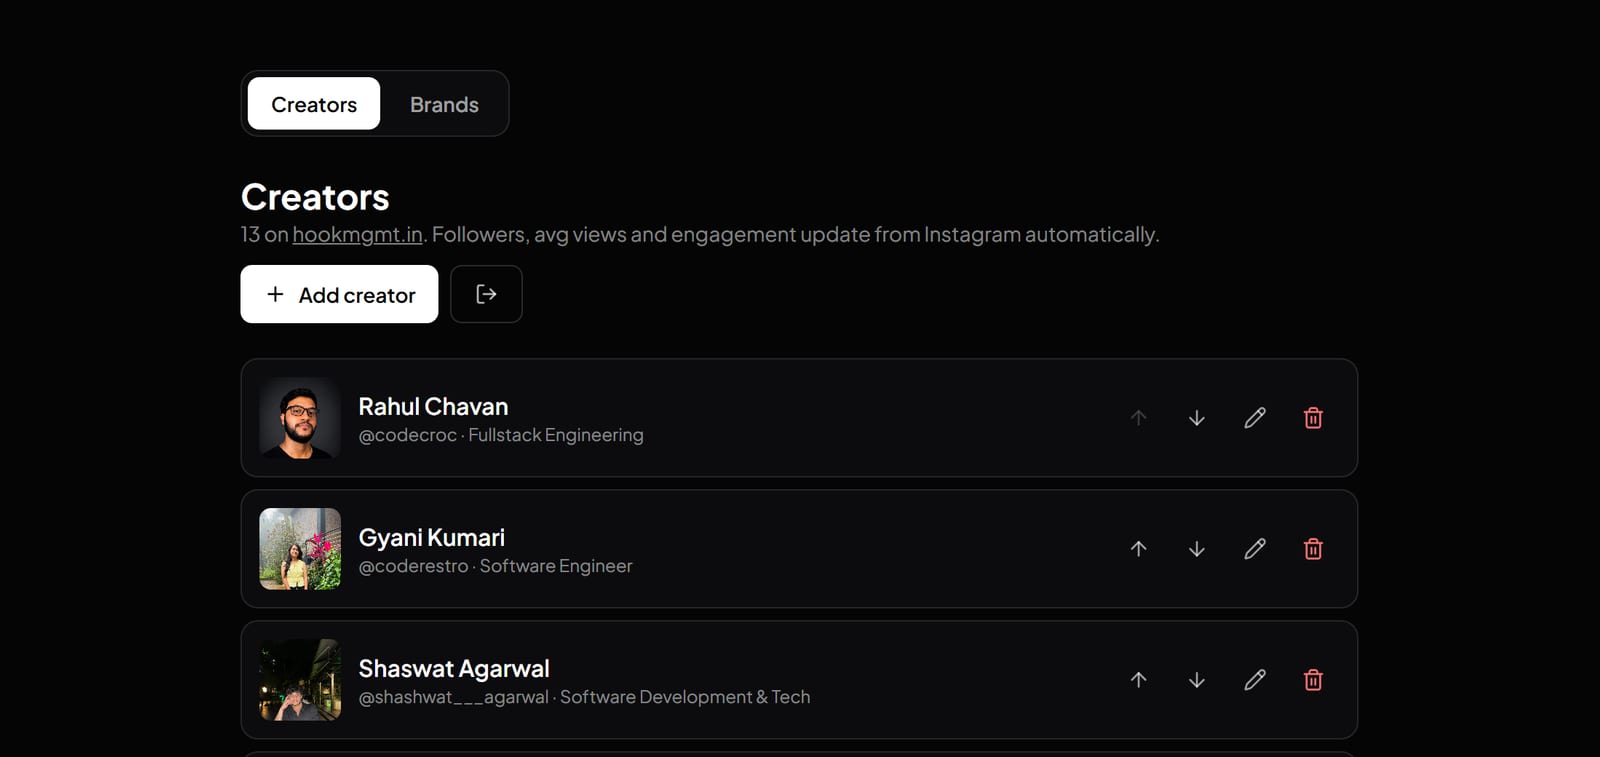 Creators Brands
Creators
13 on hookmgmt.in. Followers, avg views and engagement update from Instagram automatically.
+ Add creator
Rahul Chavan
@codecroc · Fullstack Engineering
Gyani Kumari
@coderestro · Software Engineer
Shaswat Agarwal
@shashwat___agarwal · Software Development & Tech